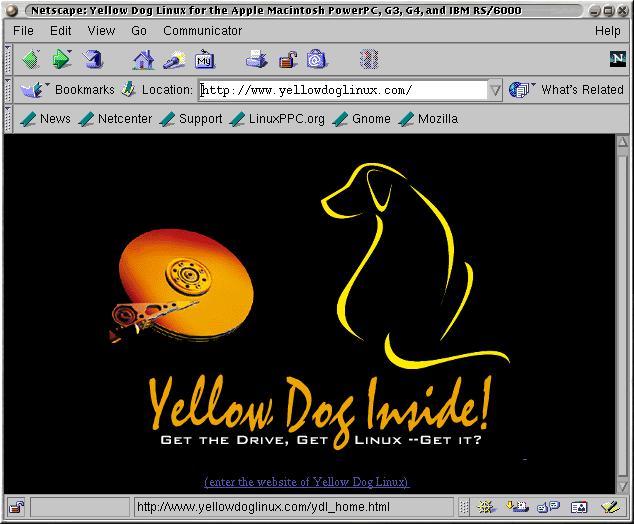 Netscape: Yellow Dog Linux for the Apple Macintosh PowerPC, G3, G4, and IBM RS/6000
File Edit View Go Communicator Help
My
N
Bookmarks Location: http://www.yellowdoglinux.com/ What's Related
News Netcenter Support LinuxPPC.org Gnome Mozilla
Yellow Dog Inside!
Get the Drive, Get Linux --Get it?
(enter the website of Yellow Dog Linux)
http://www.yellowdoglinux.com/ydl_home.html